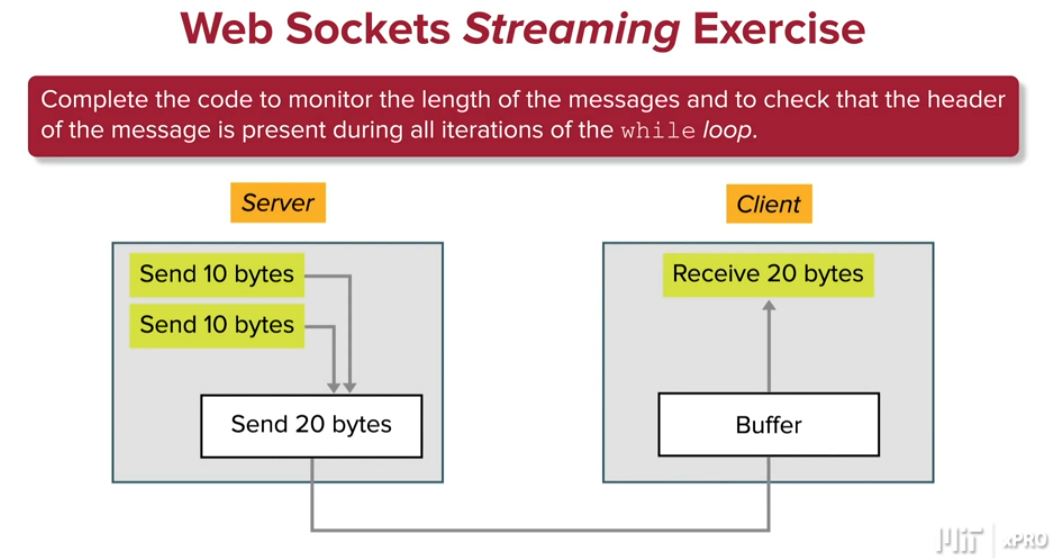 Web Sockets Streaming Exercise
Complete the code to monitor the length of the messages and to check that the header
of the message is present during all iterations of the while loop.
Server
Client
Send 10 bytes
Send 10 bytes
Send 20 bytes
Receive 20 bytes
Buffer
MIT xPRO